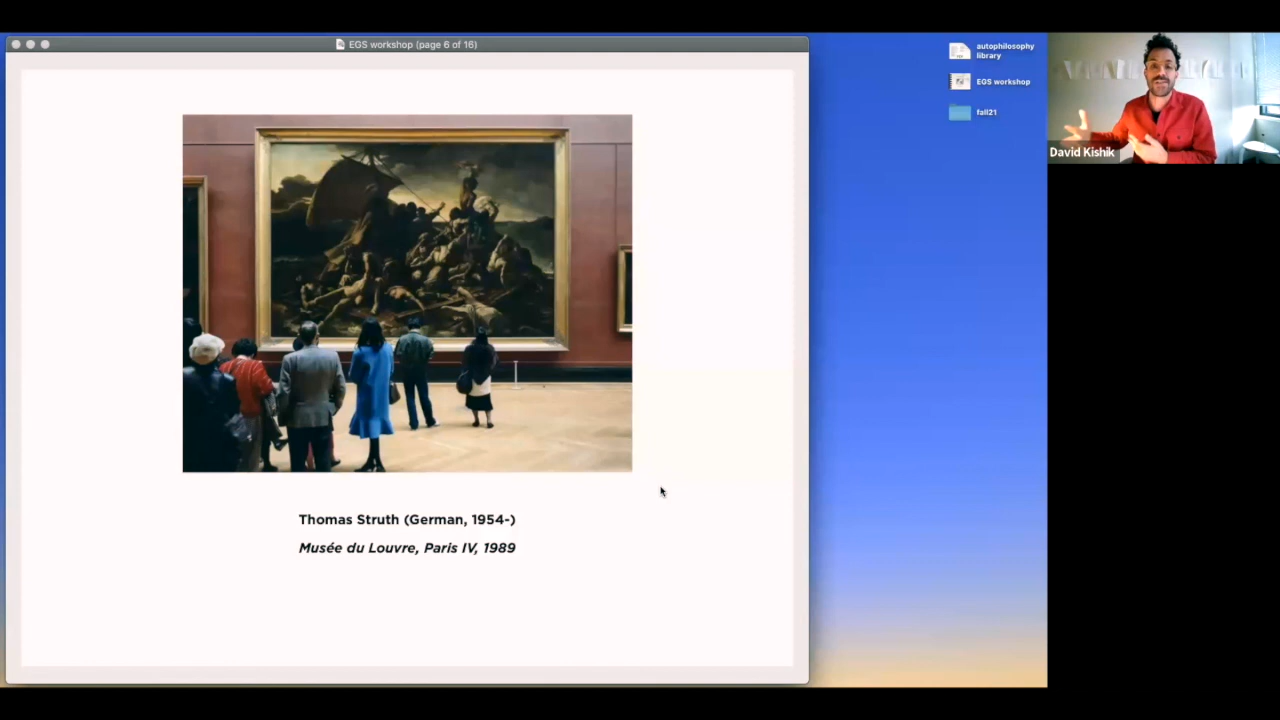 EGS workshop (page 6 of 16)
autophilosophy
library
EGS workshop
fall21
David Kishik
Thomas Struth (German, 1954-)
Musée du Louvre, Paris IV, 1989